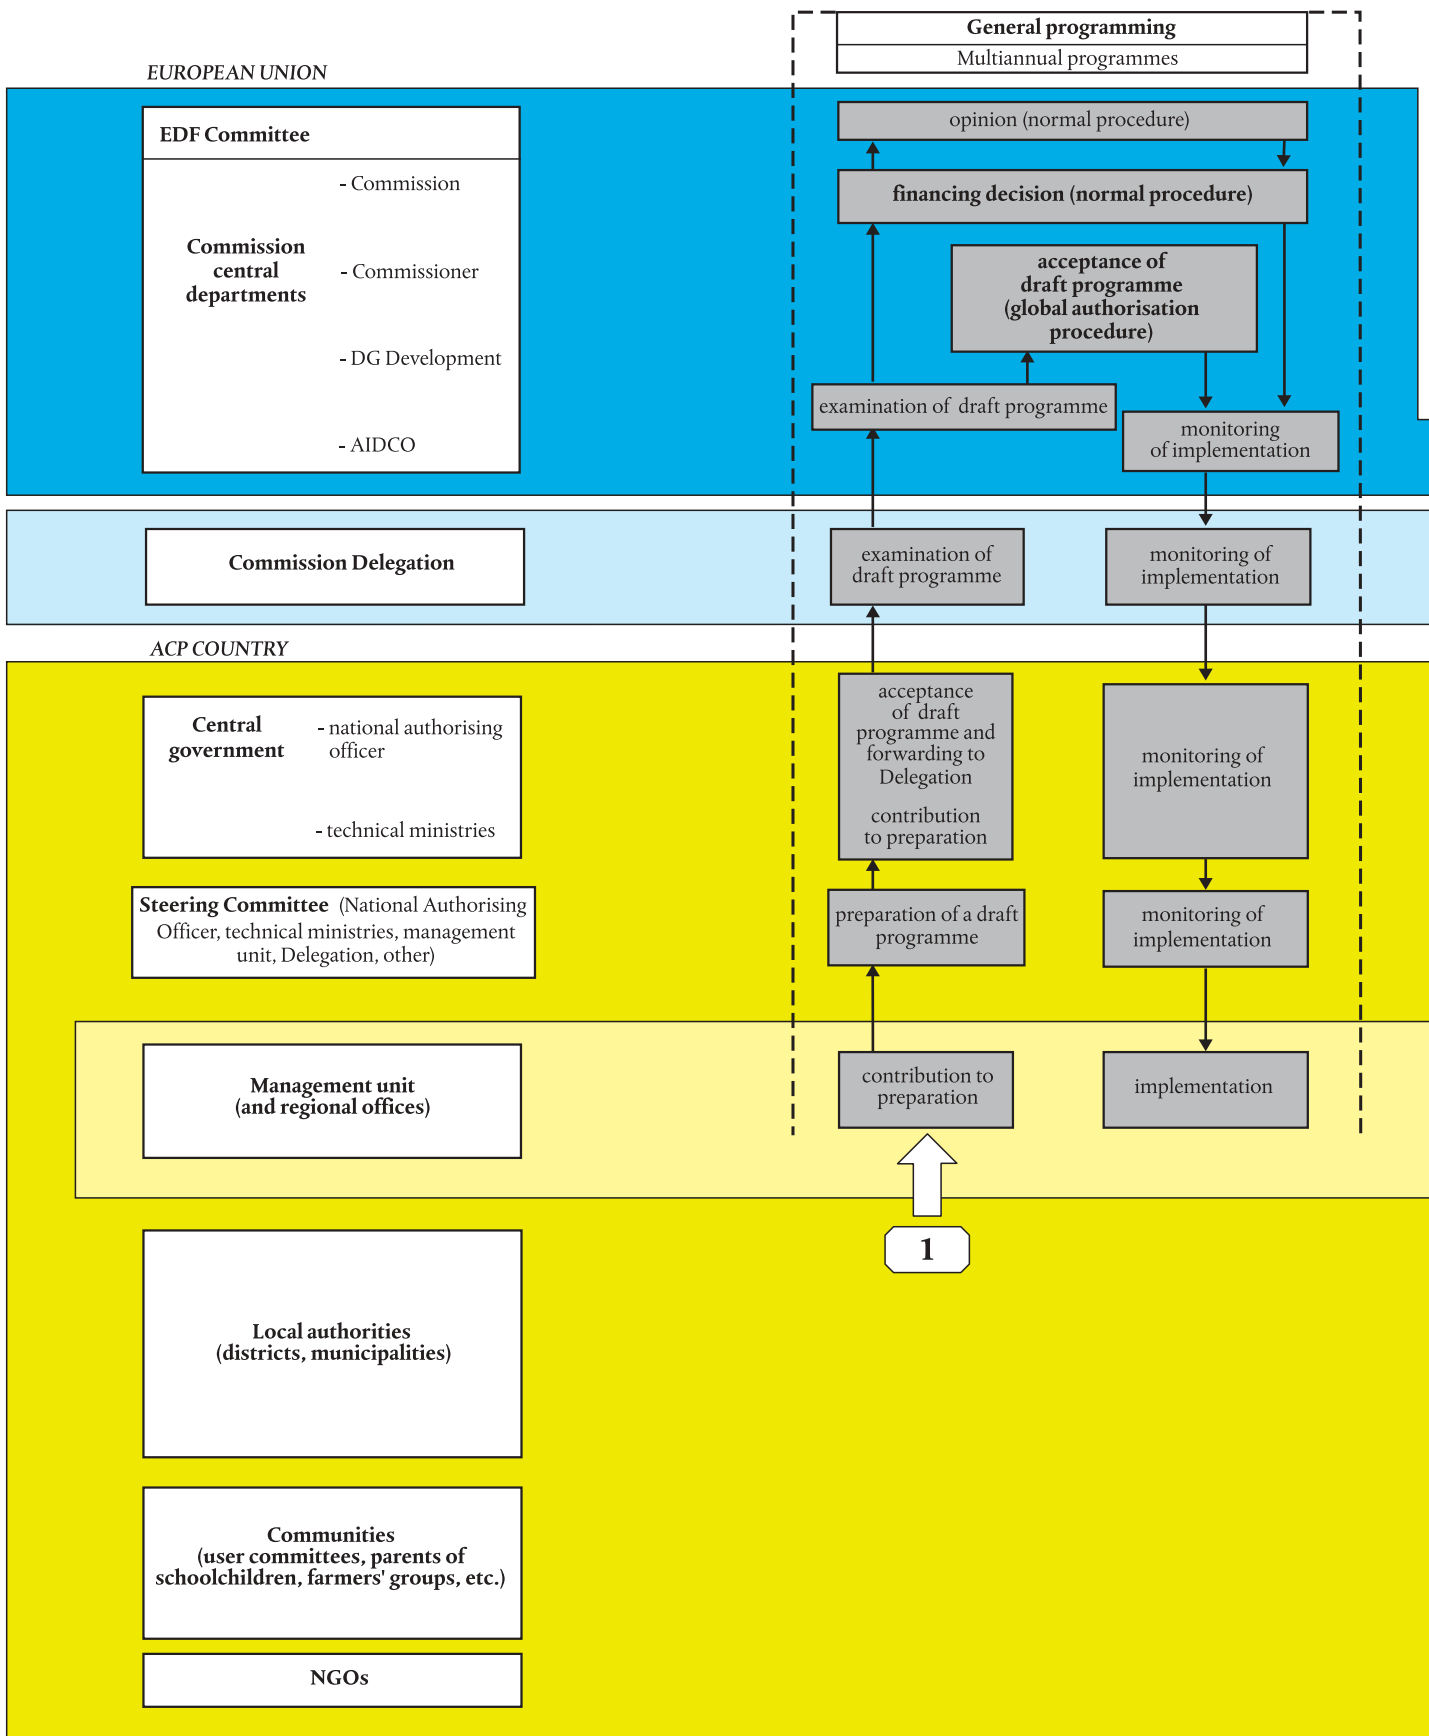 General programming
Multiannual programmes
EUROPEAN UNION
EDF Committee
- Commission
Commission
central
departments
- Commissioner
- DG Development
- AIDCO
opinion (normal procedure)
financing decision (normal procedure)
acceptance of
draft programme
(global authorisation
procedure)
examination of draft programme
monitoring
of implementation
Commission Delegation
examination of
draft programme
monitoring of
implementation
ACP COUNTRY
Central
government
- national authorising
officer
- technical ministries
acceptance
of draft
programme and
forwarding to
Delegation
contribution
to preparation
monitoring of
implementation
Steering Committee (National Authorising
Officer, technical ministries, management
unit, Delegation, other)
preparation of a draft
programme
monitoring of
implementation
Management unit
(and regional offices)
contribution to
preparation
implementation
1
Local authorities
(districts, municipalities)
Communities
(user committees, parents of
schoolchildren, farmers' groups, etc.)
NGOs